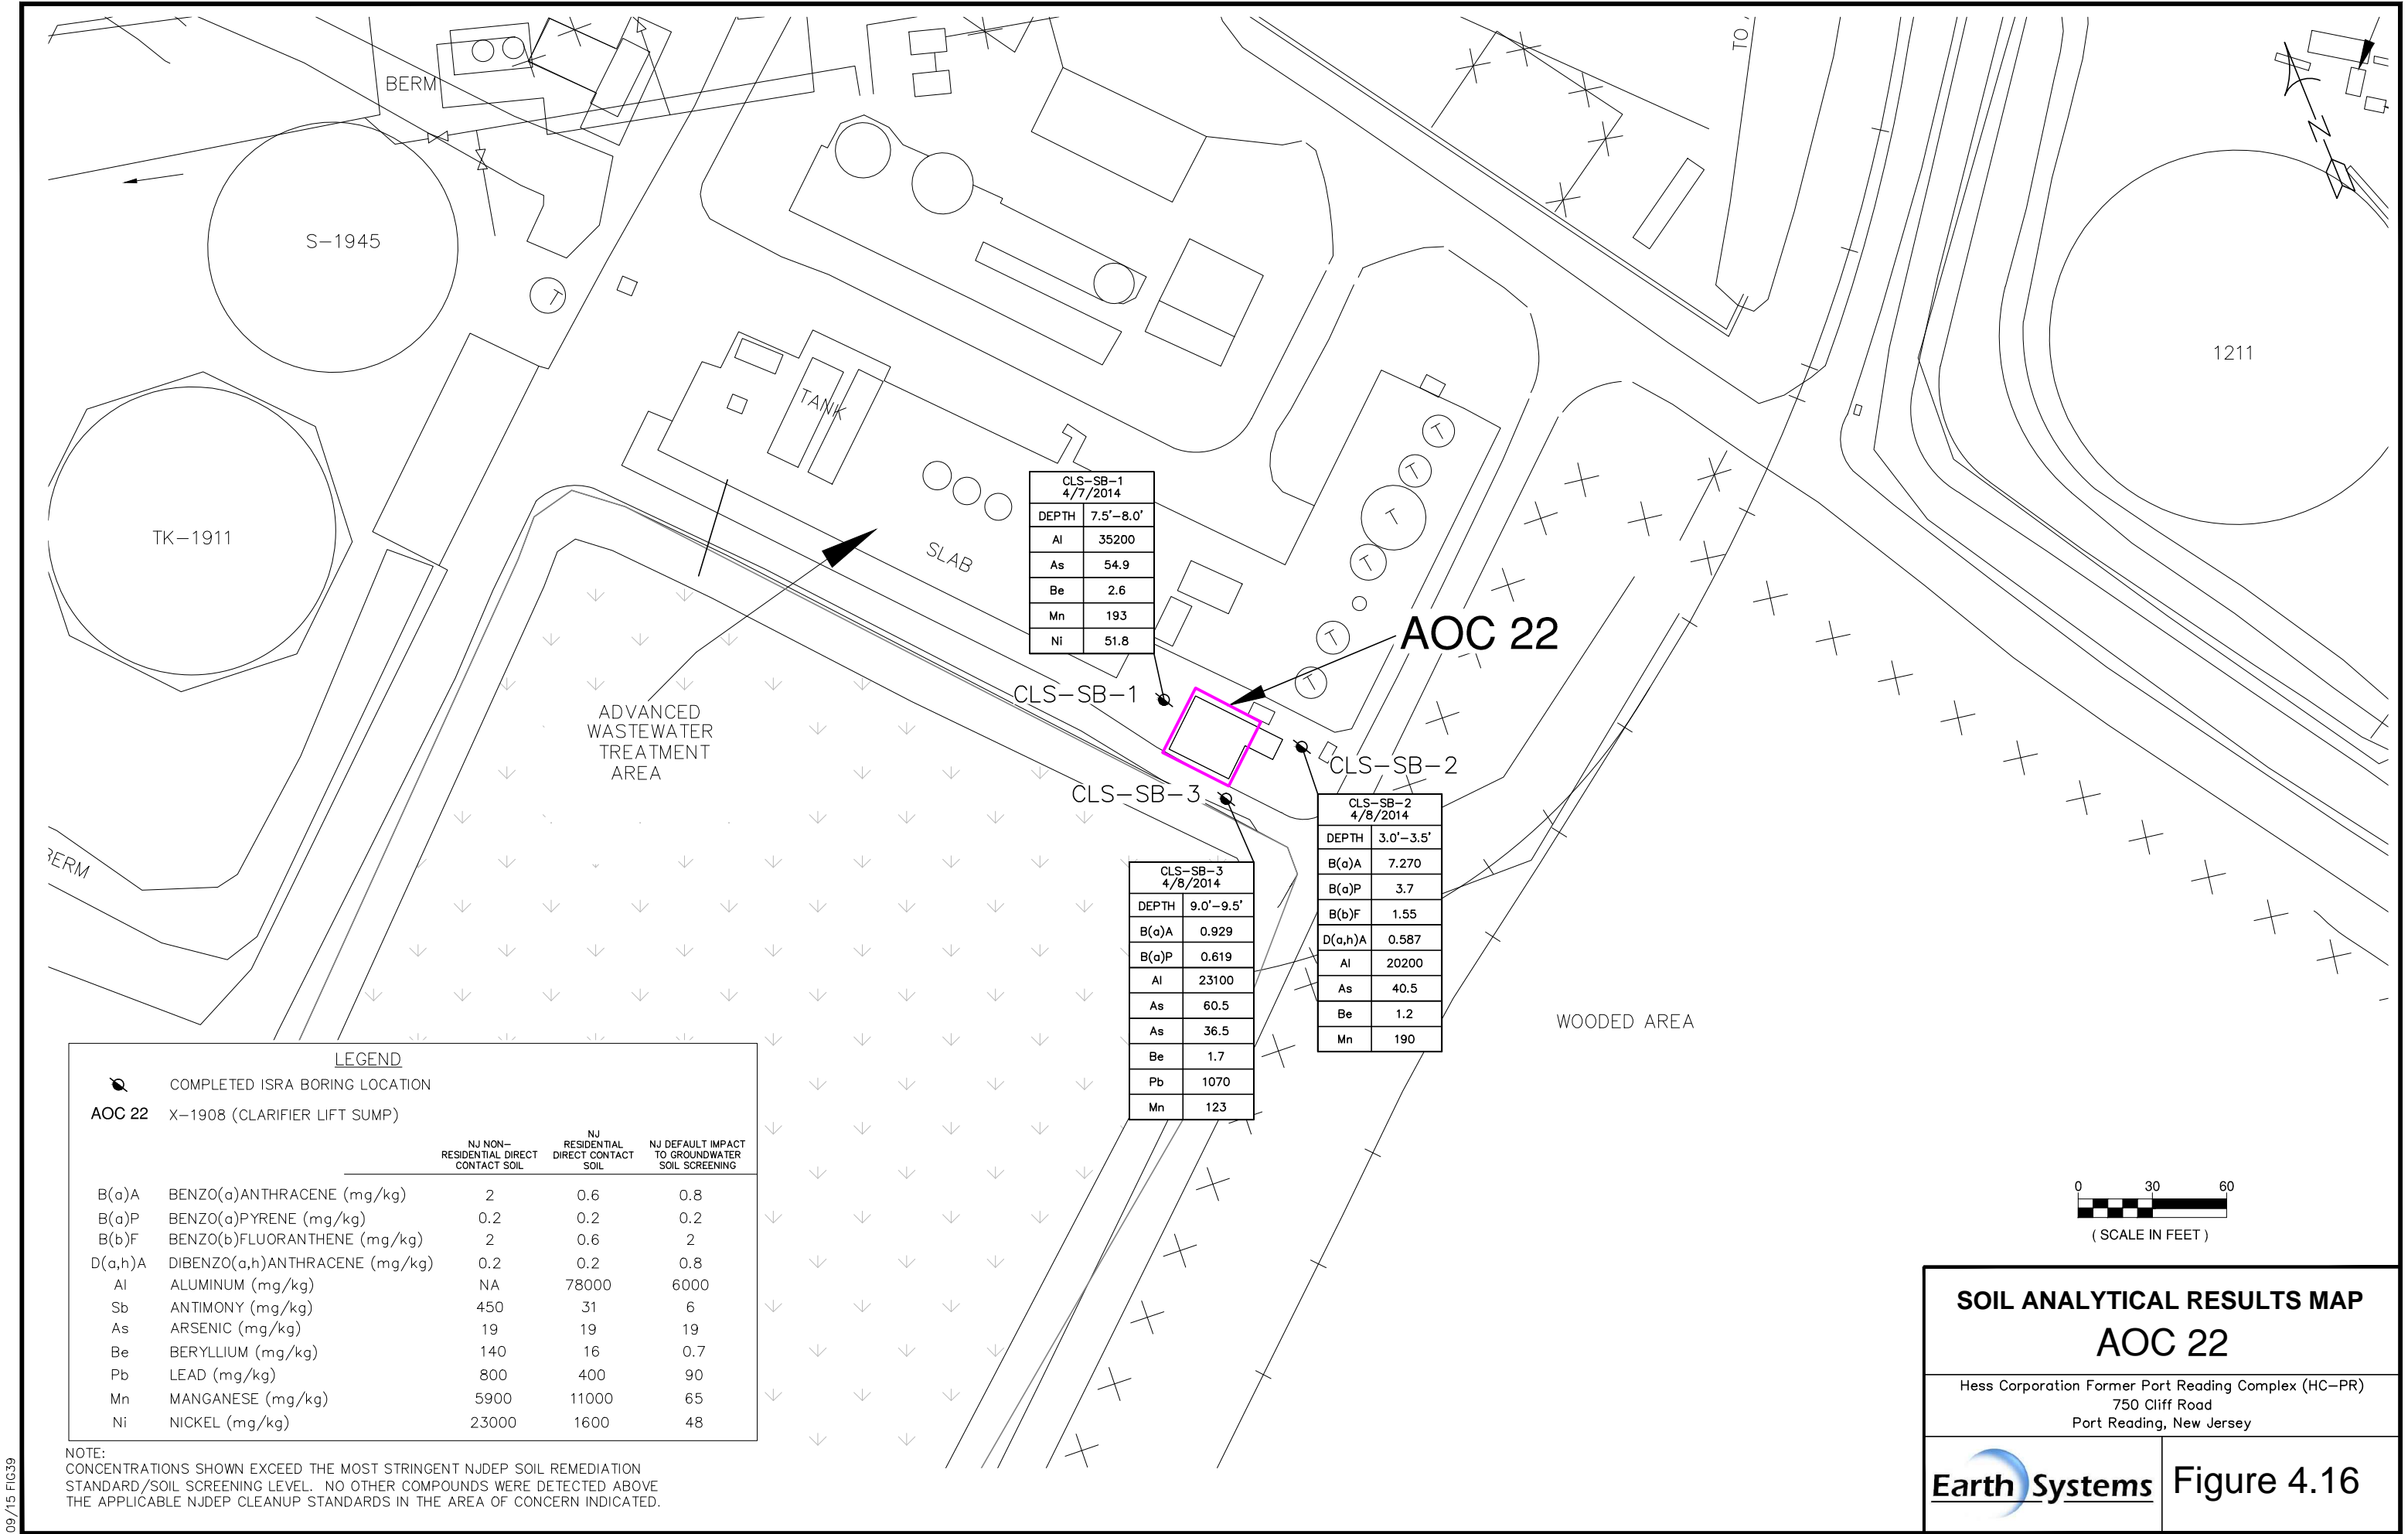 BERM
TO
S-1945
1211
TANK
TK-1911
SLAB
CLS-SB-1
4/7/2014
DEPTH 7.5'-8.0'
Al 35200
As 54.9
Be 2.6
Mn 193
Ni 51.8
AOC 22
CLS-SB-1
ADVANCED
WASTEWATER
TREATMENT
AREA
CLS-SB-2
CLS-SB-3
CLS-SB-2
4/8/2014
DEPTH 3.0'-3.5'
B(a)A 7.270
B(a)P 3.7
B(b)F 1.55
D(a,h)A 0.587
Al 20200
As 40.5
Be 1.2
Mn 190
BERM
CLS-SB-3
4/8/2014
DEPTH 9.0'-9.5'
B(a)A 0.929
B(a)P 0.619
Al 23100
As 60.5
As 36.5
Be 1.7
Pb 1070
Mn 123
WOODED AREA
T
T
T
T
T
T
T
N
LEGEND
COMPLETED ISRA BORING LOCATION
AOC 22 X-1908 (CLARIFIER LIFT SUMP)
NJ NON-
RESIDENTIAL DIRECT
CONTACT SOIL
NJ
RESIDENTIAL
DIRECT CONTACT
SOIL
NJ DEFAULT IMPACT
TO GROUNDWATER
SOIL SCREENING
B(a)A BENZO(a)ANTHRACENE (mg/kg) 2 0.6 0.8
B(a)P BENZO(a)PYRENE (mg/kg) 0.2 0.2 0.2
B(b)F BENZO(b)FLUORANTHENE (mg/kg) 2 0.6 2
D(a,h)A DIBENZO(a,h)ANTHRACENE (mg/kg) 0.2 0.2 0.8
Al ALUMINUM (mg/kg) NA 78000 6000
Sb ANTIMONY (mg/kg) 450 31 6
As ARSENIC (mg/kg) 19 19 19
Be BERYLLIUM (mg/kg) 140 16 0.7
Pb LEAD (mg/kg) 800 400 90
Mn MANGANESE (mg/kg) 5900 11000 65
Ni NICKEL (mg/kg) 23000 1600 48
NOTE:
CONCENTRATIONS SHOWN EXCEED THE MOST STRINGENT NJDEP SOIL REMEDIATION
STANDARD/SOIL SCREENING LEVEL. NO OTHER COMPOUNDS WERE DETECTED ABOVE
THE APPLICABLE NJDEP CLEANUP STANDARDS IN THE AREA OF CONCERN INDICATED.
09/15 FIG39
0 30 60
( SCALE IN FEET )
SOIL ANALYTICAL RESULTS MAP
AOC 22
Hess Corporation Former Port Reading Complex (HC-PR)
750 Cliff Road
Port Reading, New Jersey
Earth Systems
Figure 4.16